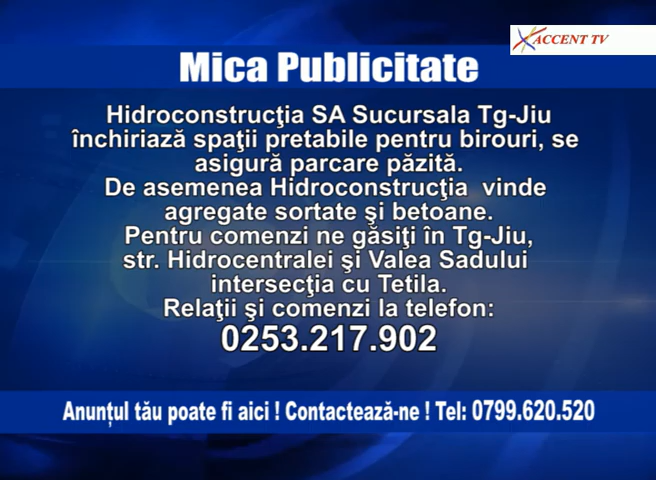 ACCENT TV
Mica Publicitate
Hidroconstrucţia SA Sucursala Tg-Jiu
închiriază spaţii pretabile pentru birouri, se
asigură parcare păzită.
De asemenea Hidroconstrucţia vinde
agregate sortate şi betoane.
Pentru comenzi ne găsiţi în Tg-Jiu,
str. Hidrocentralei şi Valea Sadului
intersecţia cu Tetila.
Relaţii şi comenzi la telefon:
0253.217.902
Anunțul tău poate fi aici ! Contactează-ne ! Tel: 0799.620.520